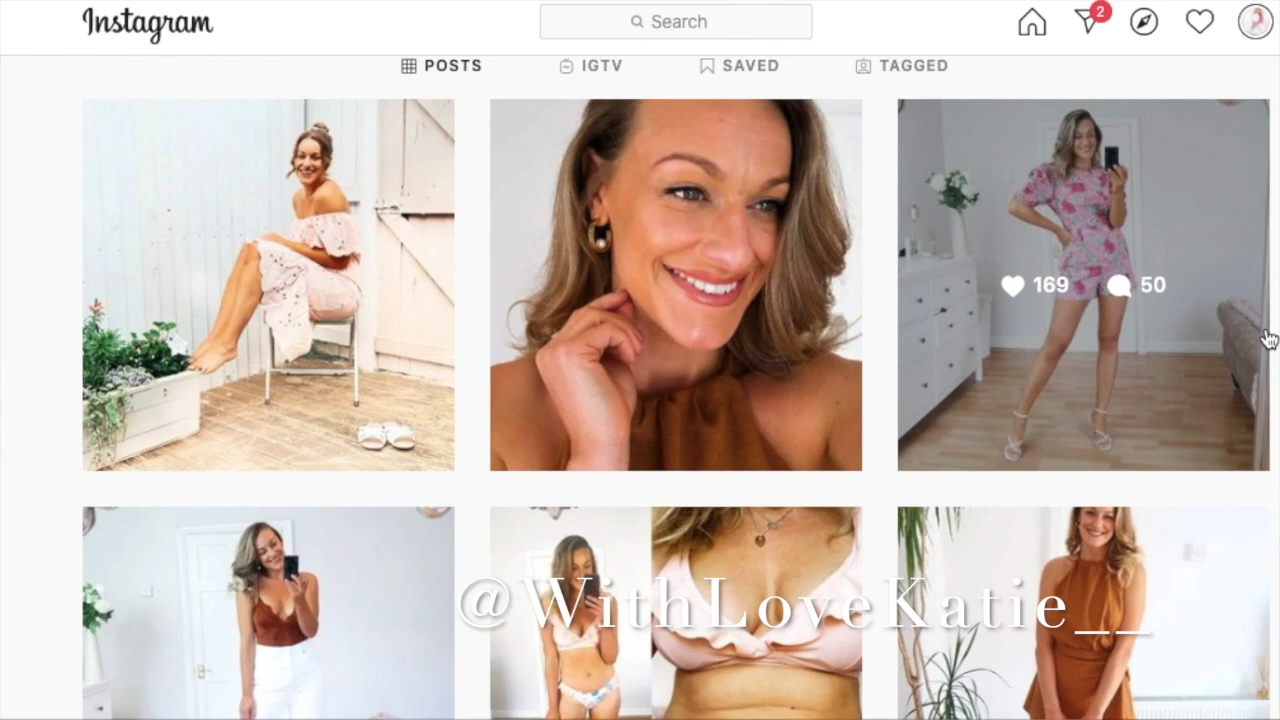 Instagram
Search
2
POSTS
IGTV
SAVED
TAGGED
169
50
@WithLoveKatie__